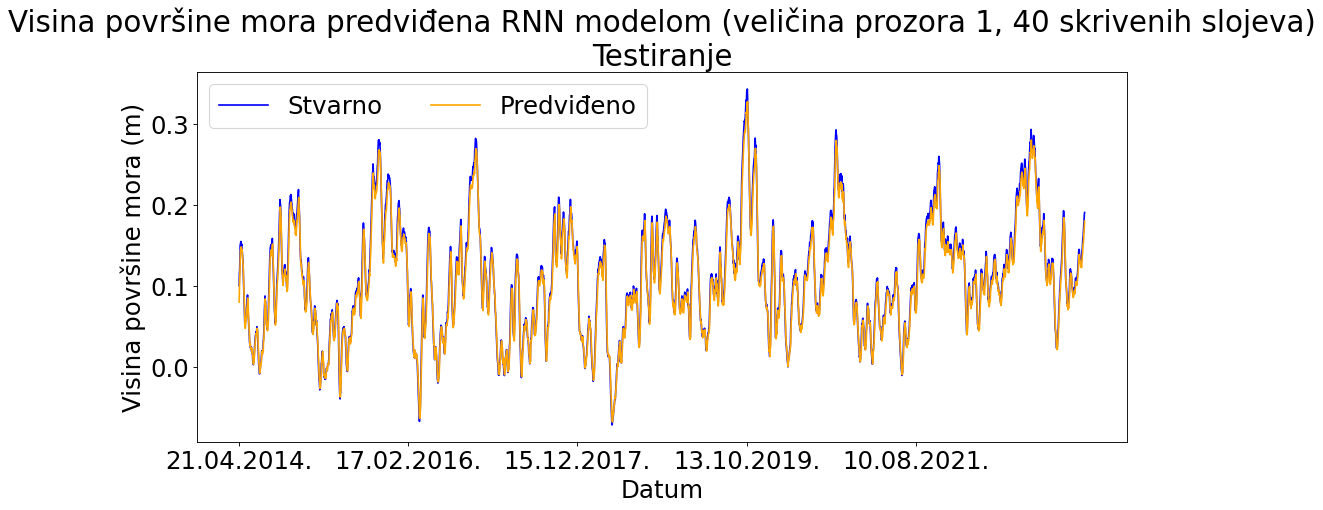 Visina površine mora predviđena RNN modelom (veličina prozora 1, 40 skrivenih slojeva)
Testiranje
Stvarno
Predviđeno
Visina površine mora (m)
0.3
0.2
0.1
0.0
21.04.2014.
17.02.2016.
15.12.2017.
13.10.2019.
10.08.2021.
Datum